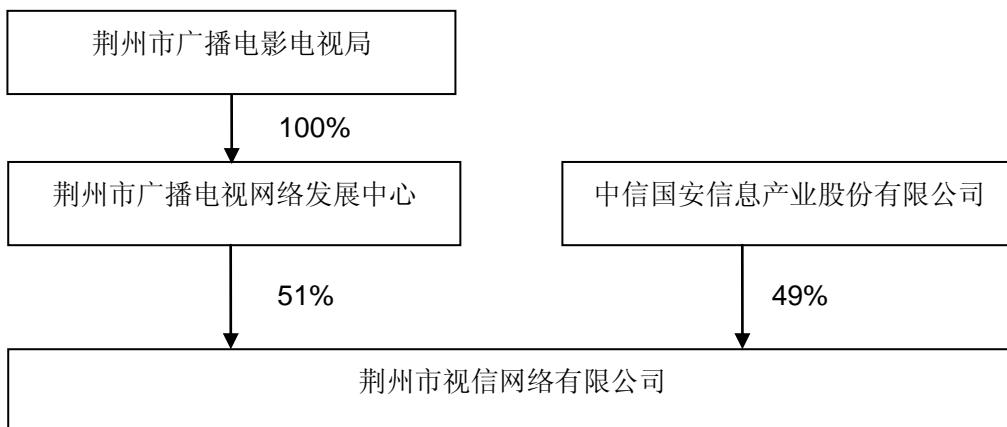 荆州市广播电影电视局
100%
荆州市广播电视网络发展中心
中信国安信息产业股份有限公司
51%
49%
荆州市视信网络有限公司